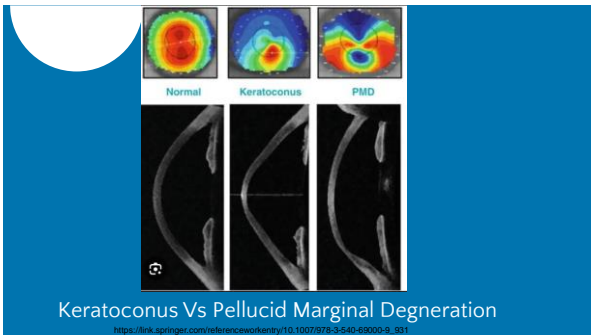 Normal Keratoconus PMD
Keratoconus Vs Pellucid Marginal Degneration
https://link.springer.com/referenceworkentry/10.1007/978-3-540-69000-9_931